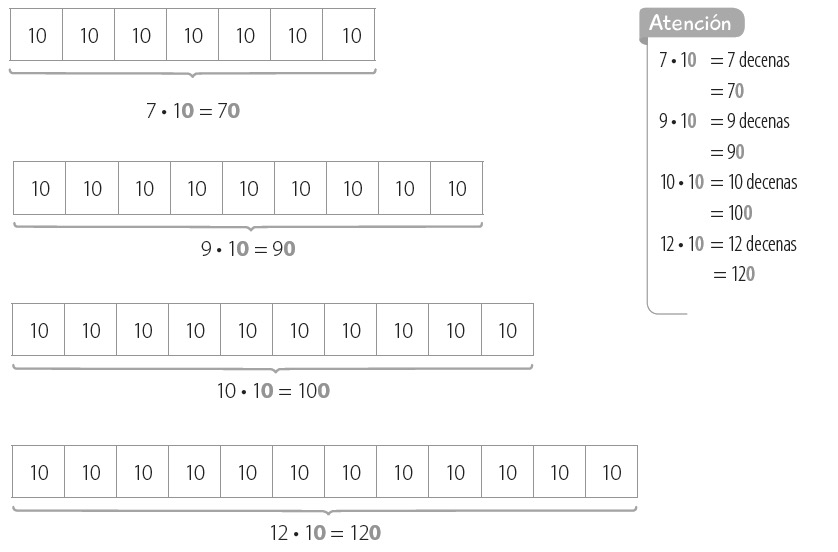 10 10 10 10 10 10 10
7 • 10 = 70
10 10 10 10 10 10 10 10 10
9 • 10 = 90
10 10 10 10 10 10 10 10 10 10
10 • 10 = 100
10 10 10 10 10 10 10 10 10 10 10 10
12 • 10 = 120
Atención
7 • 10 = 7 decenas
= 70
9 • 10 = 9 decenas
= 90
10 • 10 = 10 decenas
= 100
12 • 10 = 12 decenas
= 120